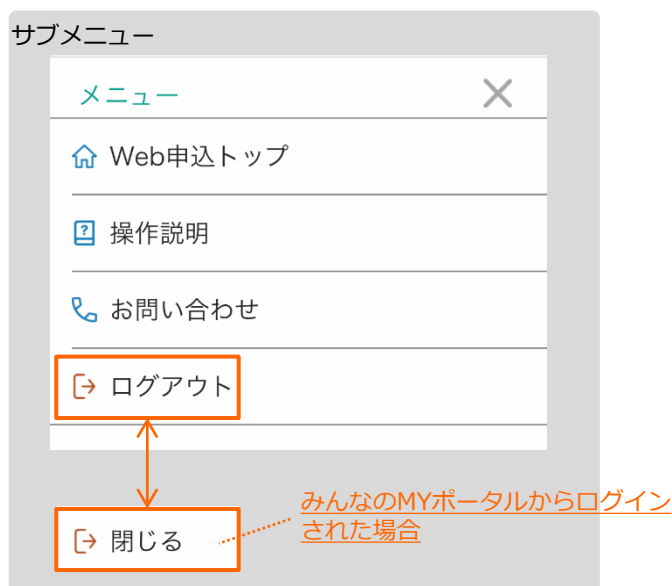 サブメニュー
メニュー
Web申込トップ
操作説明
お問い合わせ
ログアウト
閉じる
みんなのMYポータルからログイン
された場合